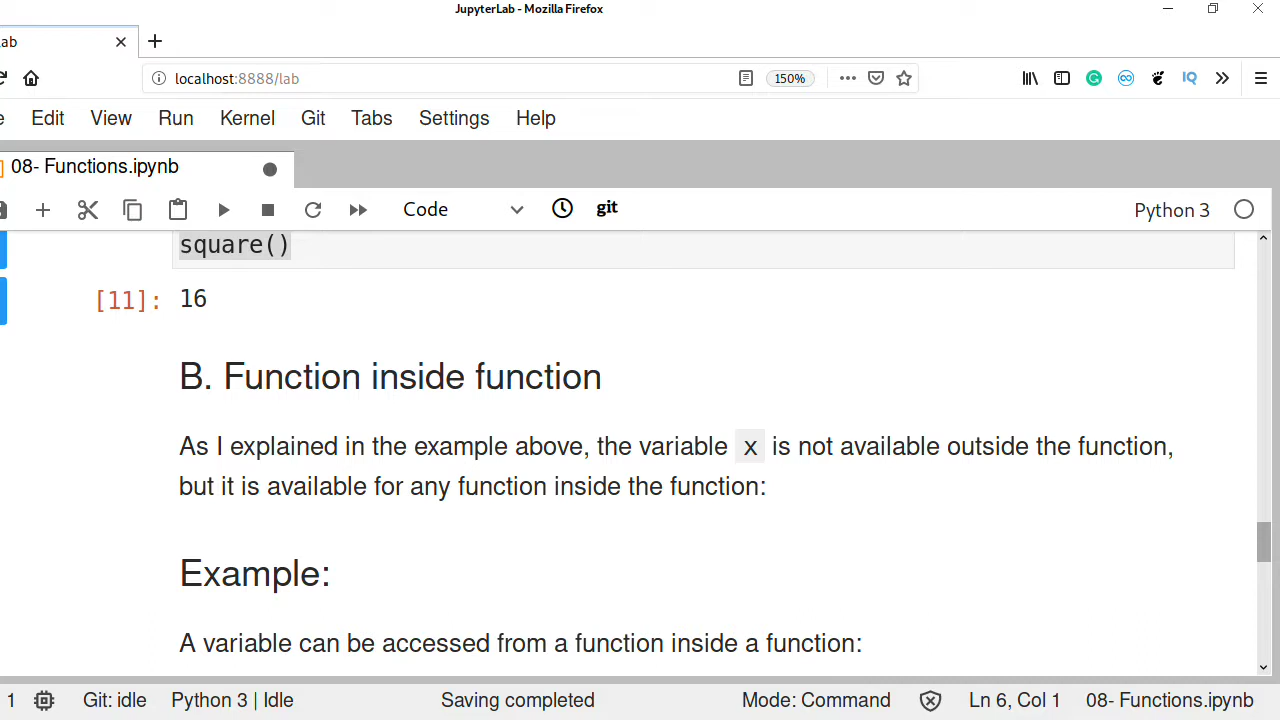 JupyterLab - Mozilla Firefox
ab
localhost:8888/lab
150%
IQ
e Edit View Run Kernel Git Tabs Settings Help
08- Functions.ipynb
Code
git
Python 3
square()
[11]: 16
B. Function inside function
As I explained in the example above, the variable x is not available outside the function,
but it is available for any function inside the function:
Example:
A variable can be accessed from a function inside a function:
1 Git: idle Python 3 | Idle Saving completed Mode: Command Ln 6, Col 1 08- Functions.ipynb